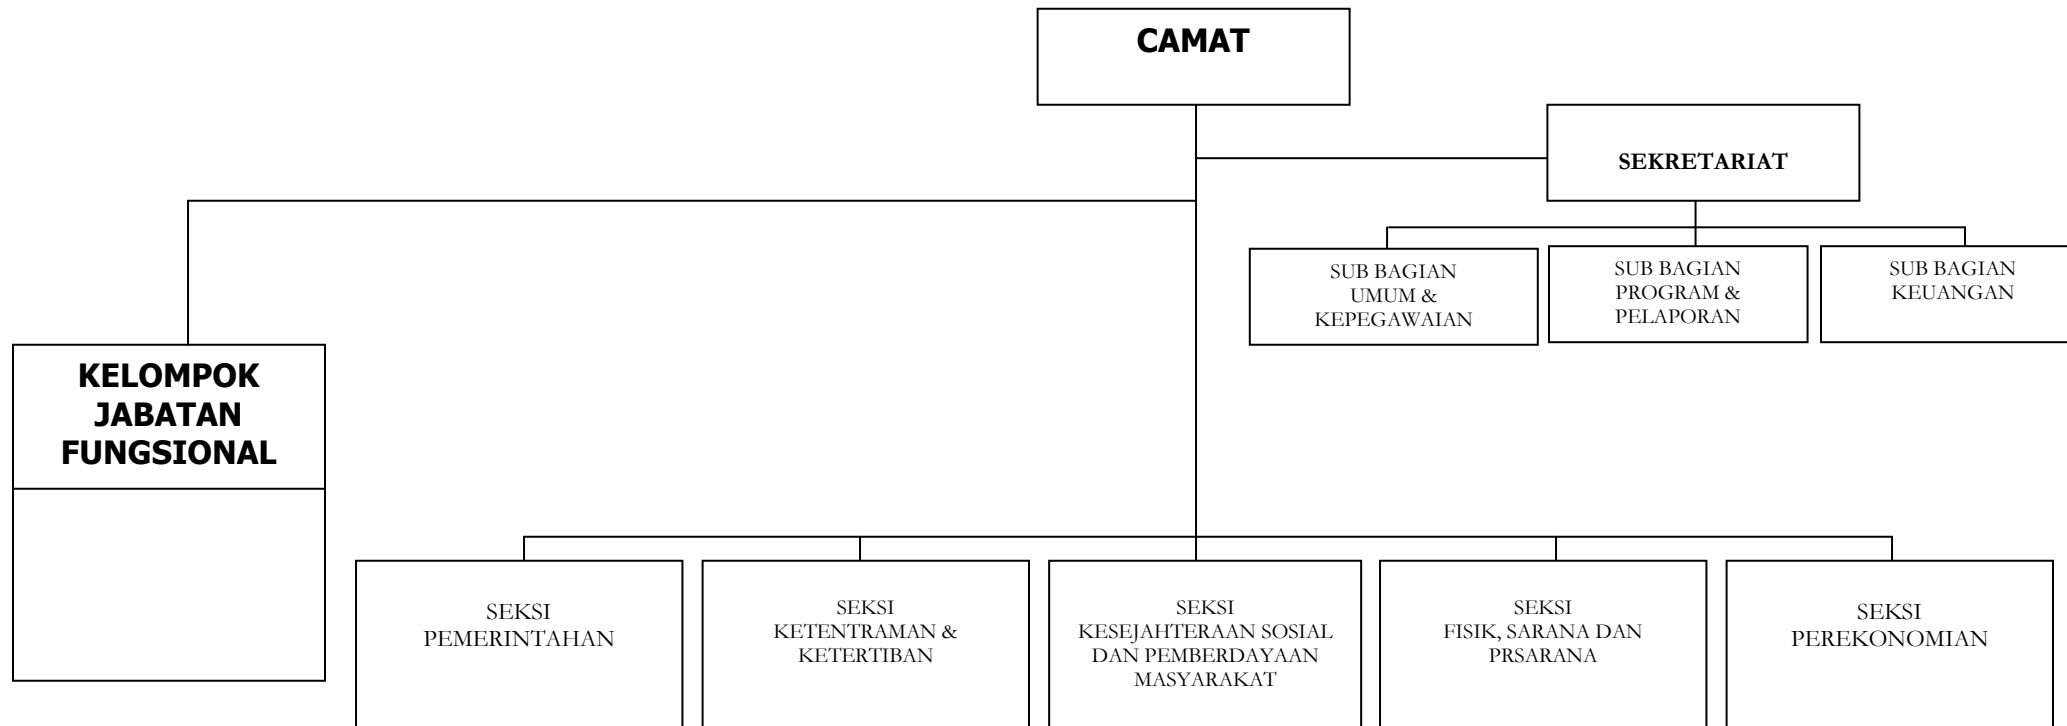 CAMAT
SEKRETARIAT
SUB BAGIAN
UMUM &
KEPEGAWAIAN
SUB BAGIAN
PROGRAM &
PELAPORAN
SUB BAGIAN
KEUANGAN
KELOMPOK
JABATAN
FUNGSIONAL
SEKSI
PEMERINTAHAN
SEKSI
KETENTRAMAN &
KETERTIBAN
SEKSI
KESEJAHTERAAN SOSIAL
DAN PEMBERDAYAAN
MASYARAKAT
SEKSI
FISIK, SARANA DAN
PRSARANA
SEKSI
PEREKONOMIAN